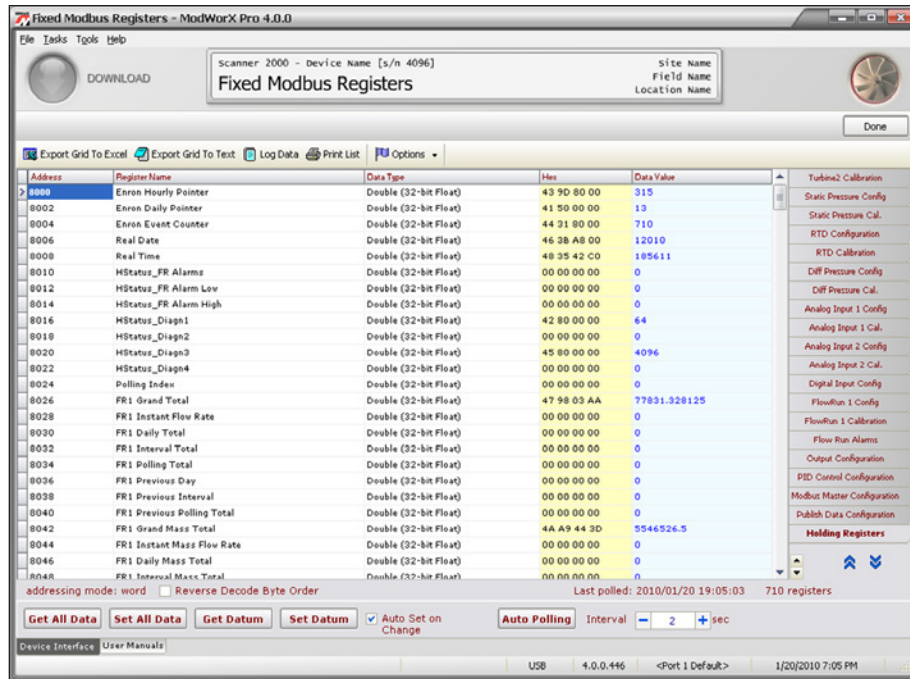 Fixed Modbus Registers - ModWorX Pro 4.0.0
File Tasks Tools Help
DOWNLOAD
Scanner 2000 - Device Name [s/n 4096]
Fixed Modbus Registers
Site Name
Field Name
Location Name
Done
Export Grid To Excel Export Grid To Text Log Data Print List Options
Address Register Name Data Type Hex Data Value
8000 Enron Hourly Pointer Double (32-bit Float) 43 9D 80 00 315
8002 Enron Daily Pointer Double (32-bit Float) 41 50 00 00 13
8004 Enron Event Counter Double (32-bit Float) 44 31 80 00 710
8006 Real Date Double (32-bit Float) 46 3B A8 00 12010
8008 Real Time Double (32-bit Float) 48 35 42 C0 185611
8010 HStatus_FR Alarms Double (32-bit Float) 00 00 00 00 0
8012 HStatus_FR Alarm Low Double (32-bit Float) 00 00 00 00 0
8014 HStatus_FR Alarm High Double (32-bit Float) 00 00 00 00 0
8016 HStatus_Diagn1 Double (32-bit Float) 42 80 00 00 64
8018 HStatus_Diagn2 Double (32-bit Float) 00 00 00 00 0
8020 HStatus_Diagn3 Double (32-bit Float) 45 80 00 00 4096
8022 HStatus_Diagn4 Double (32-bit Float) 00 00 00 00 0
8024 Polling Index Double (32-bit Float) 00 00 00 00 0
8026 FR1 Grand Total Double (32-bit Float) 47 98 03 AA 77831.328125
8028 FR1 Instant Flow Rate Double (32-bit Float) 00 00 00 00 0
8030 FR1 Daily Total Double (32-bit Float) 00 00 00 00 0
8032 FR1 Interval Total Double (32-bit Float) 00 00 00 00 0
8034 FR1 Polling Total Double (32-bit Float) 00 00 00 00 0
8036 FR1 Previous Day Double (32-bit Float) 00 00 00 00 0
8038 FR1 Previous Interval Double (32-bit Float) 00 00 00 00 0
8040 FR1 Previous Polling Total Double (32-bit Float) 00 00 00 00 0
8042 FR1 Grand Mass Total Double (32-bit Float) 4A A9 44 3D 5546526.5
8044 FR1 Instant Mass Flow Rate Double (32-bit Float) 00 00 00 00 0
8046 FR1 Daily Mass Total Double (32-bit Float) 00 00 00 00 0
8048 FR1 Interval Mass Total Double (32-bit Float) 00 00 00 00 0
Turbine2 Calibration
Static Pressure Config
Static Pressure Cal.
RTD Configuration
RTD Calibration
Diff Pressure Config
Diff Pressure Cal.
Analog Input 1 Config
Analog Input 1 Cal.
Analog Input 2 Config
Analog Input 2 Cal.
Digital Input Config
FlowRun 1 Config
FlowRun 1 Calibration
Flow Run Alarms
Output Configuration
PID Control Configuration
Modbus Master Configuration
Publish Data Configuration
Holding Registers
addressing mode: word Reverse Decode Byte Order Last polled: 2010/01/20 19:05:03 710 registers
Get All Data Set All Data Get Datum Set Datum Auto Set on Change Auto Polling Interval 2 sec
Device Interface User Manuals
USB 4.0.0.446 <Port 1 Default> 1/20/2010 7:05 PM